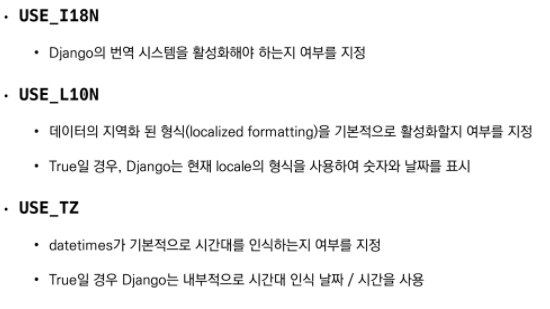 • USE_I18N
• Django의 번역 시스템을 활성화해야 하는지 여부를 지정
• USE_L10N
• 데이터의 지역화 된 형식(localized formatting)을 기본적으로 활성화할지 여부를 지정
• True일 경우, Django는 현재 locale의 형식을 사용하여 숫자와 날짜를 표시
• USE_TZ
• datetimes가 기본적으로 시간대를 인식하는지 여부를 지정
• True일 경우 Django는 내부적으로 시간대 인식 날짜 / 시간을 사용